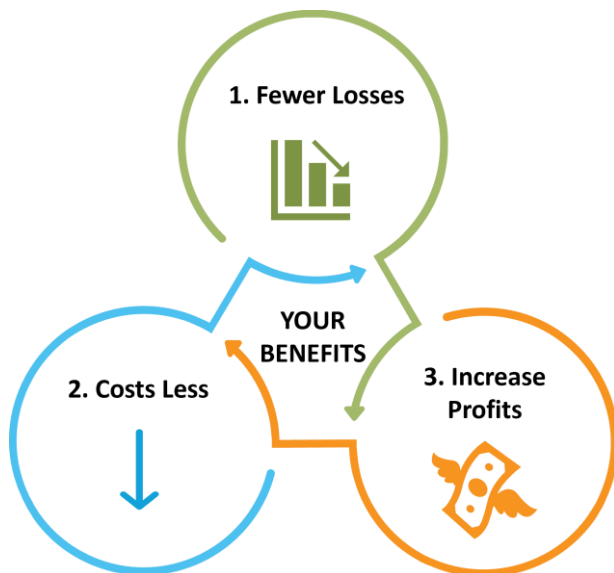 1. Fewer Losses
YOUR
BENEFITS
2. Costs Less
3. Increase
Profits